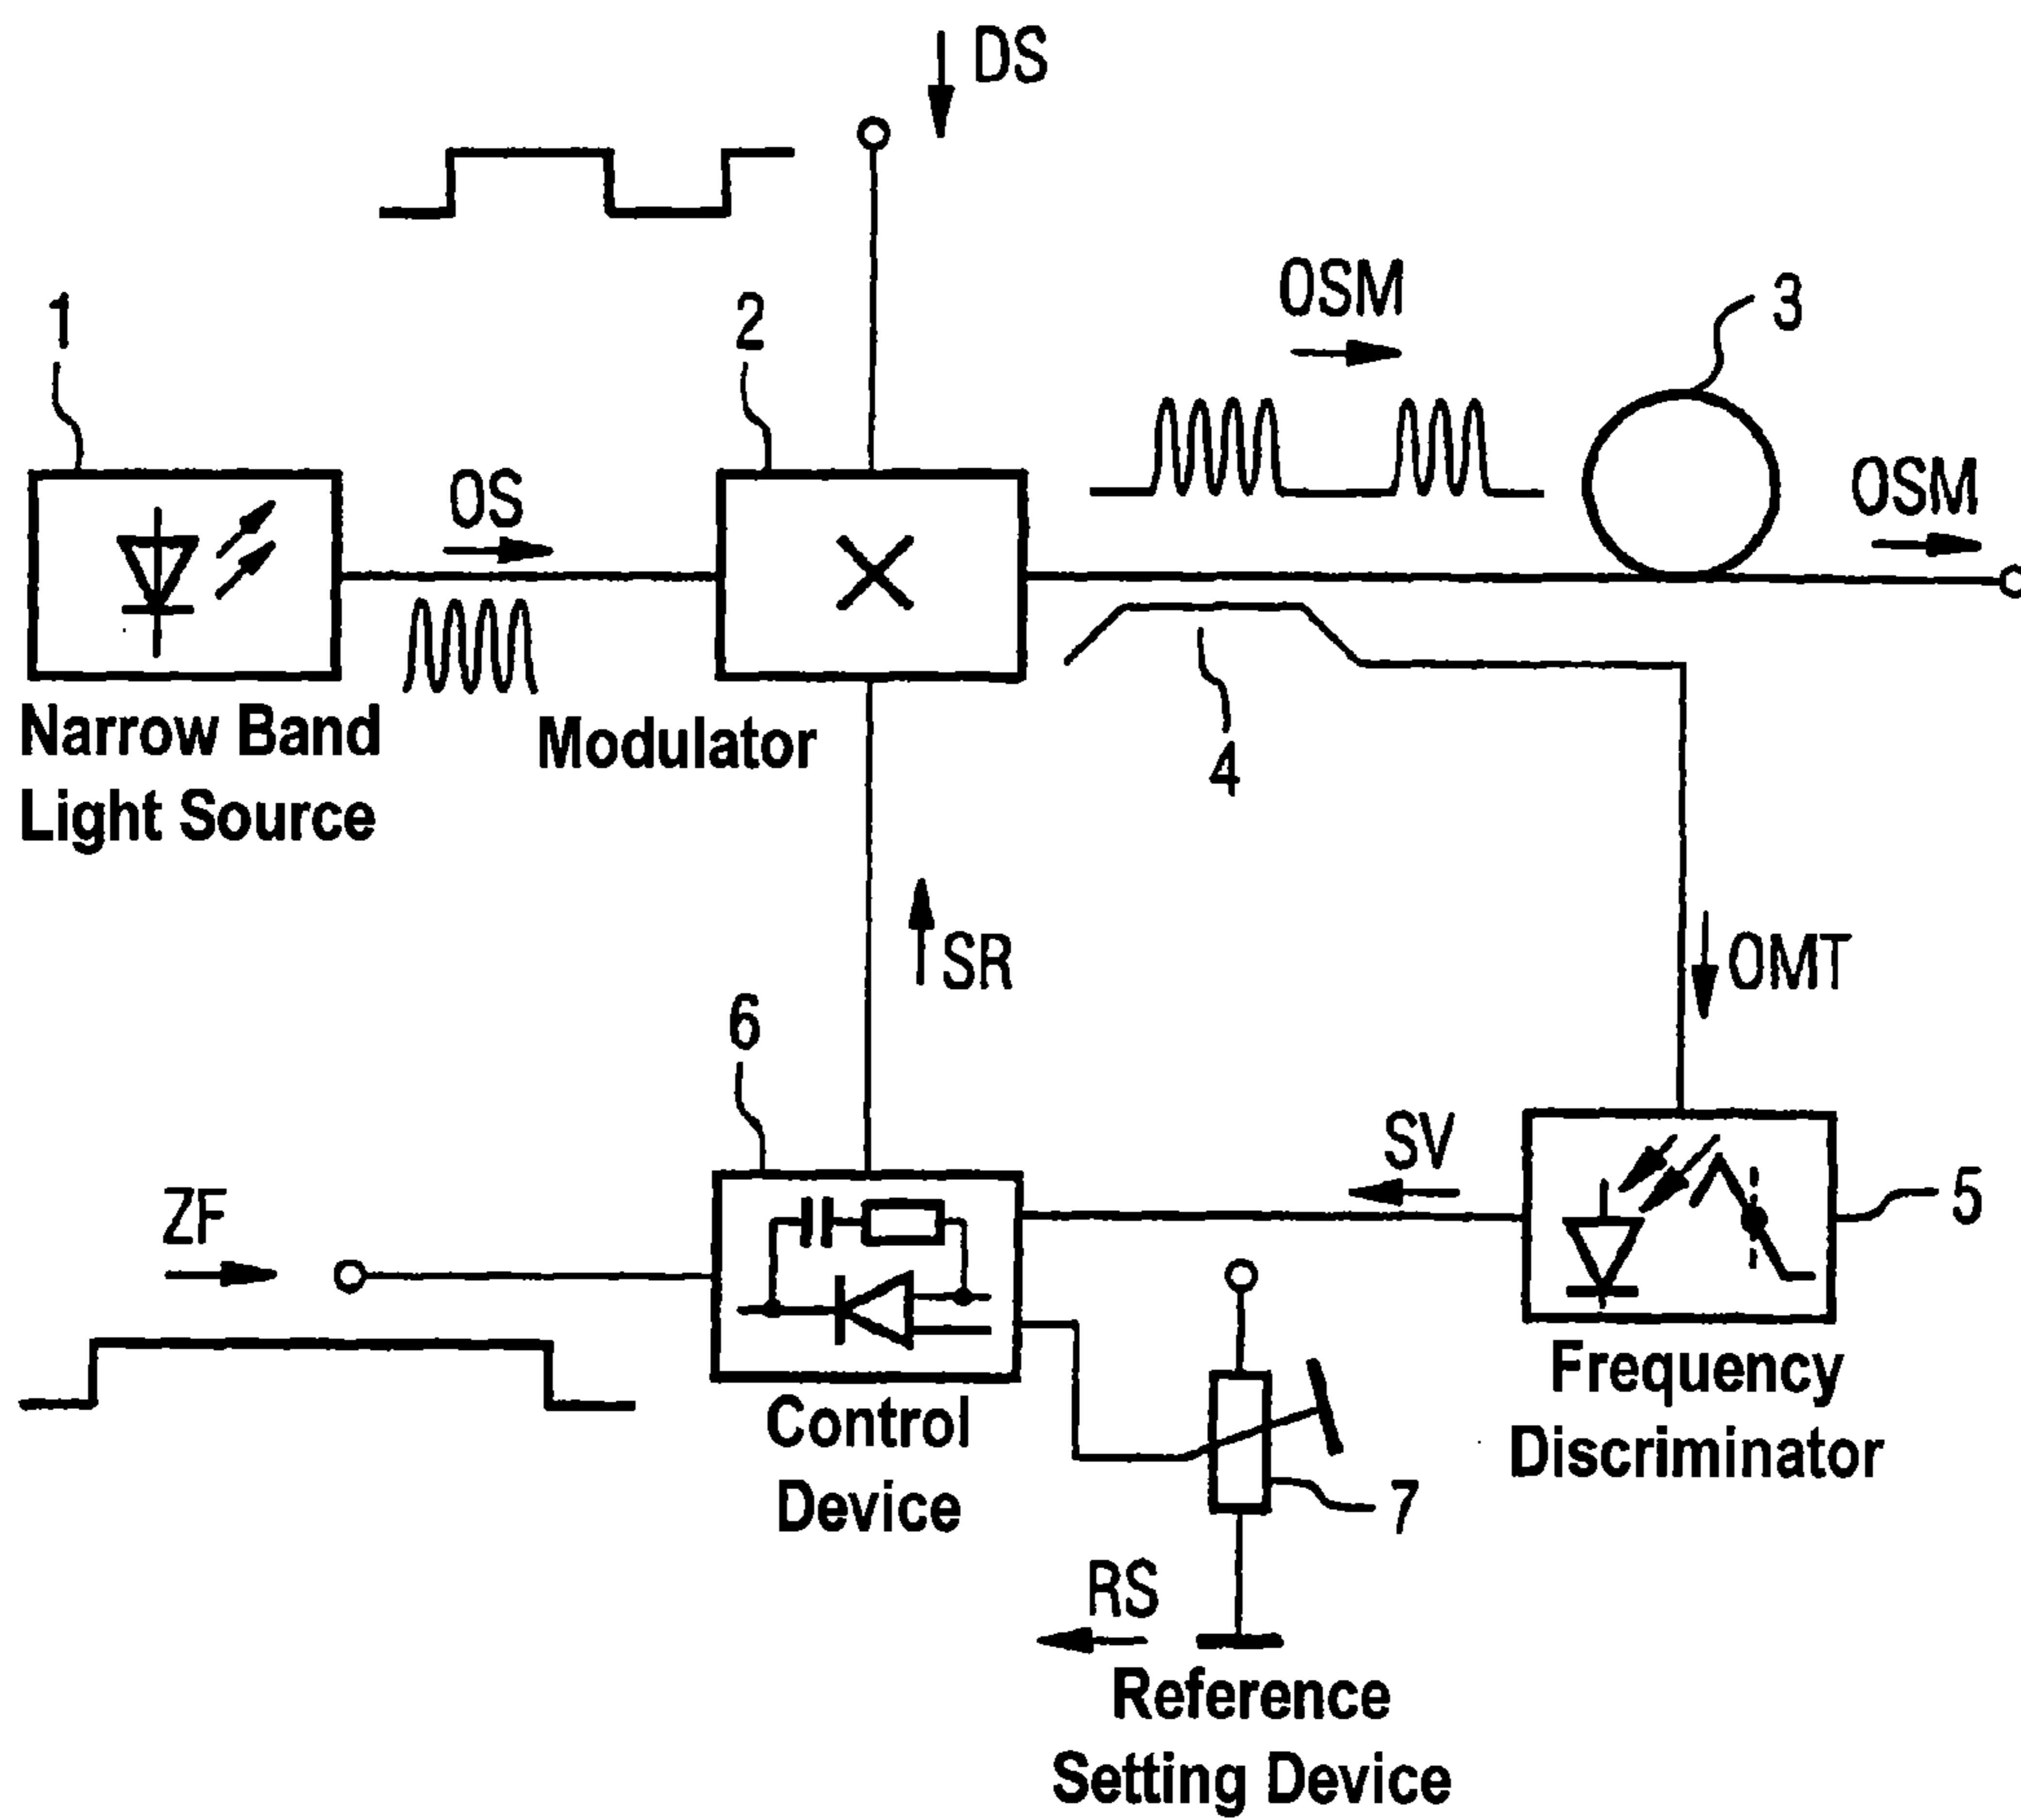 DS
OSM
3
1
2
OSM
OS
Narrow Band
Light Source
Modulator
4
SR
OMT
6
SV
ZF
5
Control
Device
Frequency
Discriminator
7
RS
Reference
Setting Device